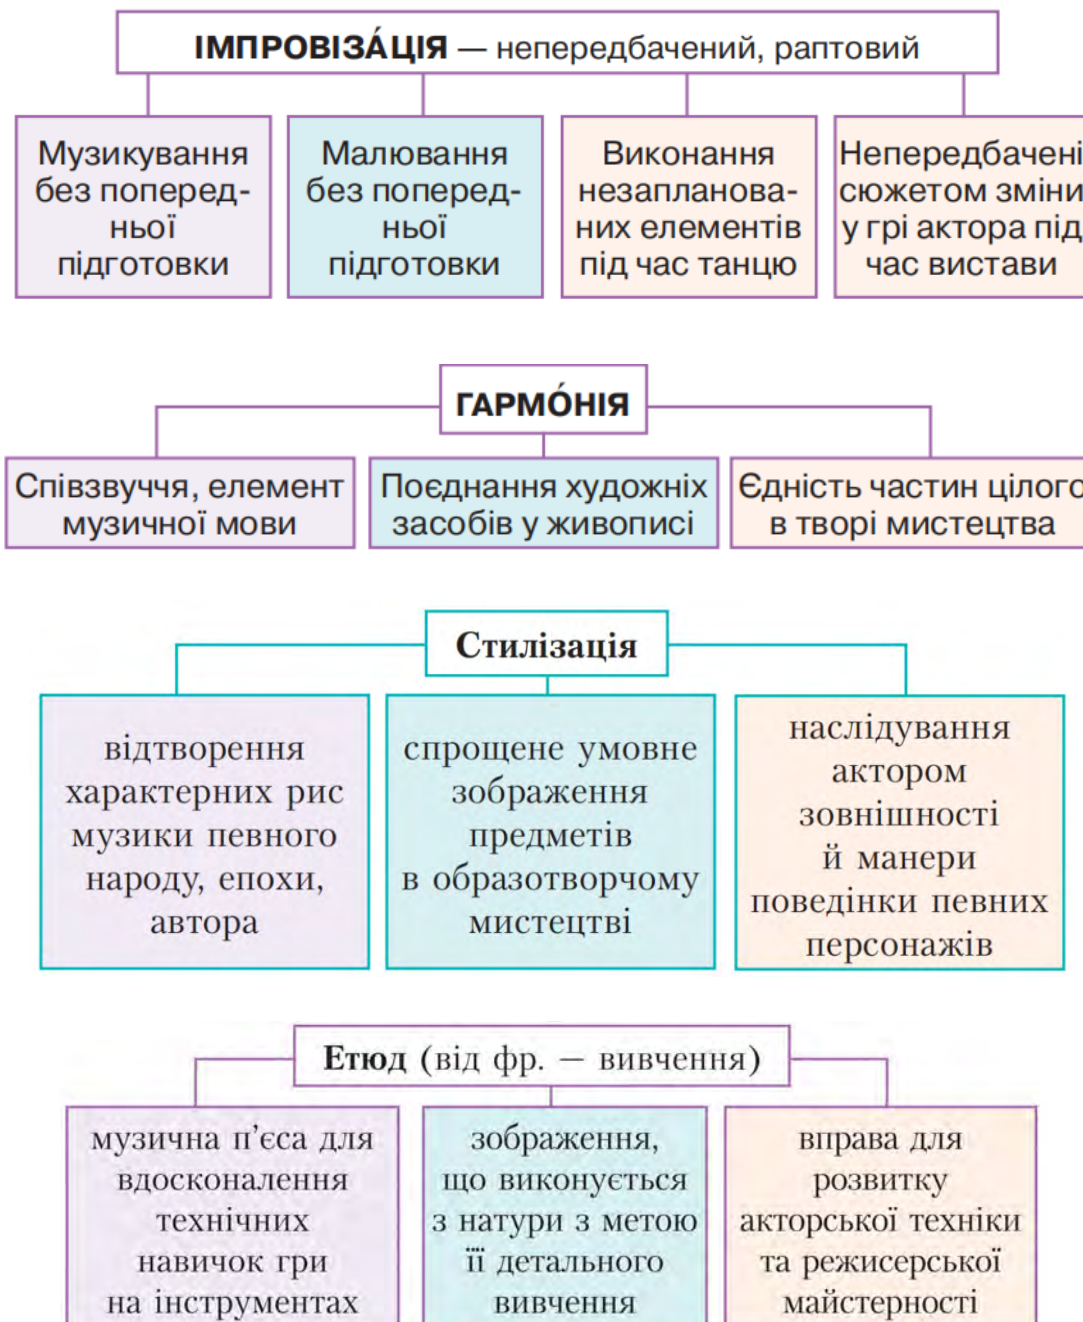 ІМПРОВІЗА́ЦІЯ — непередбачений, раптовий
Музикування
без поперед-
ньої
підготовки
Малювання
без поперед-
ньої
підготовки
Виконання
незапланова-
них елементів
під час танцю
Непередбачені
сюжетом зміни
у грі актора під
час вистави
ГАРМО́НІЯ
Співзвуччя, елемент
музичної мови
Поєднання художніх
засобів у живописі
Єдність частин цілого
в творі мистецтва
Стилізація
відтворення
характерних рис
музики певного
народу, епохи,
автора
спрощене умовне
зображення
предметів
в образотворчому
мистецтві
наслідування
актором
зовнішності
й манери
поведінки певних
персонажів
Етюд (від фр. — вивчення)
музична п’єса для
вдосконалення
технічних
навичок гри
на інструментах
зображення,
що виконується
з натури з метою
її детального
вивчення
вправа для
розвитку
акторської техніки
та режисерської
майстерності